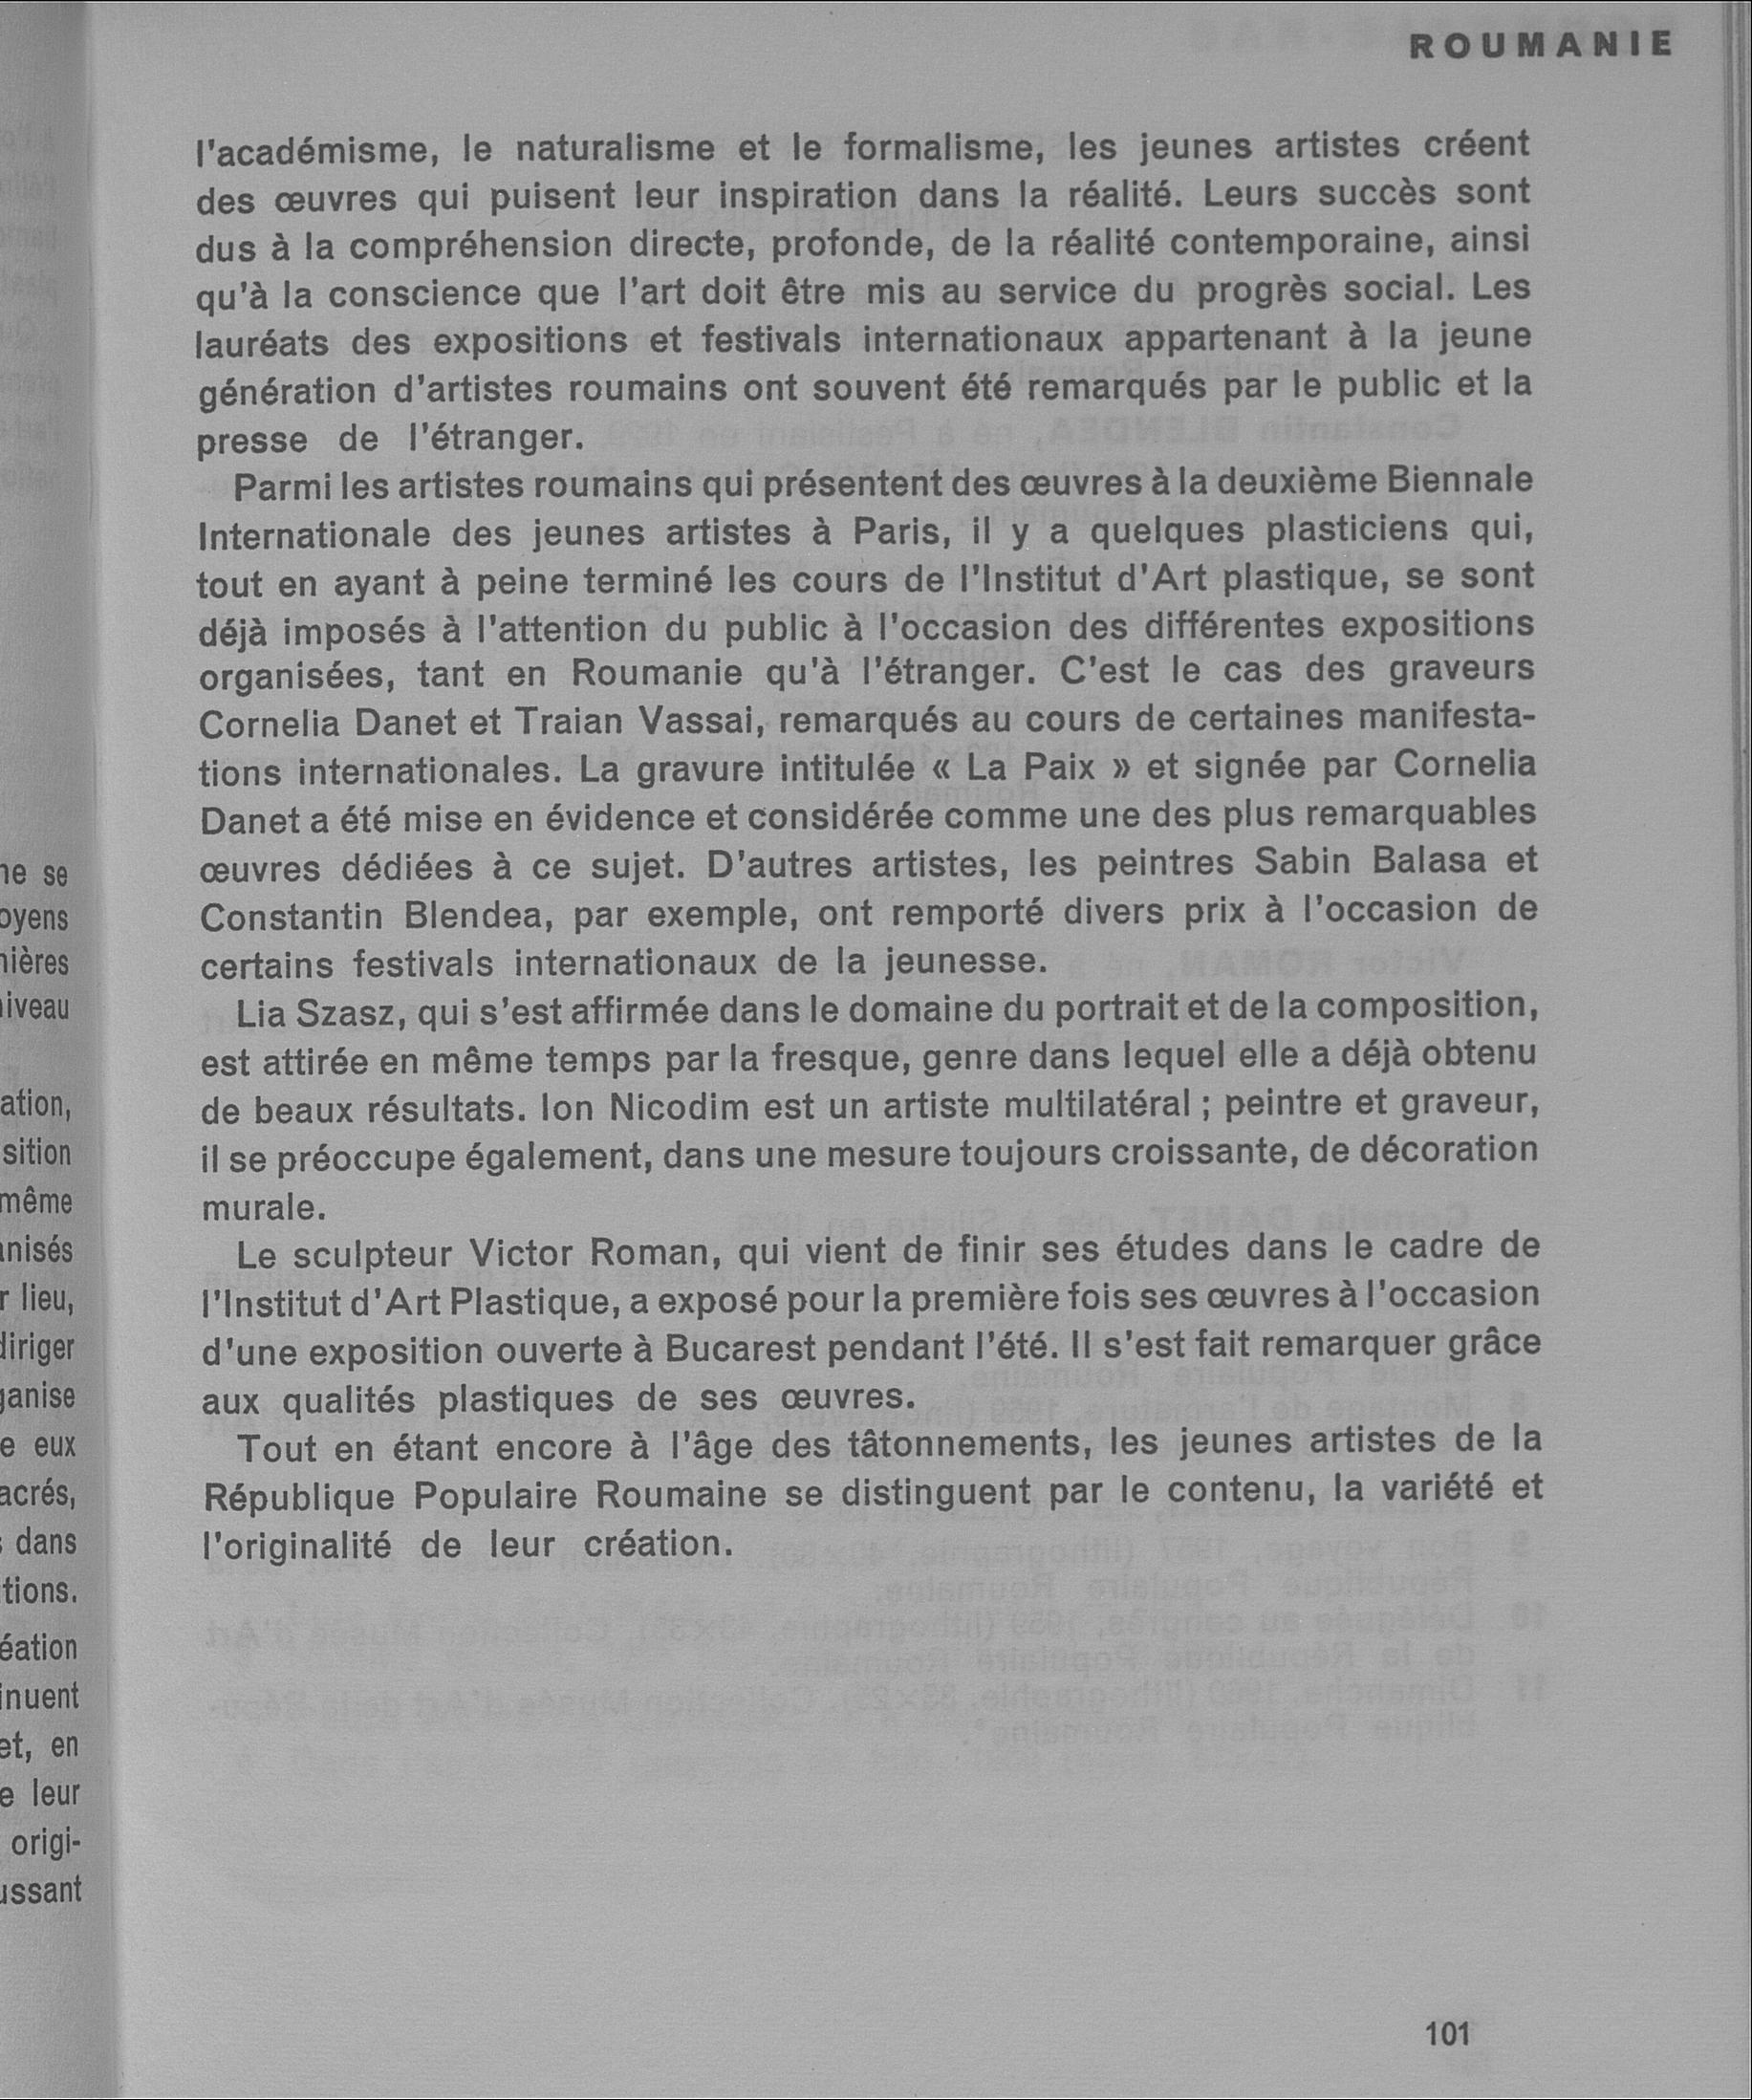 ROUMANIE
l'académisme, le naturalisme et le formalisme, les jeunes artistes créent
des œuvres qui puisent leur inspiration dans la réalité. Leurs succès sont
dus à la compréhension directe, profonde, de la réalité contemporaine, ainsi
qu'à la conscience que l'art doit être mis au service du progrès social. Les
lauréats des expositions et festivals internationaux appartenant à la jeune
génération d'artistes roumains ont souvent été remarqués par le public et la
presse de l'étranger.
Parmi les artistes roumains qui présentent des œuvres à la deuxième Biennale
Internationale des jeunes artistes à Paris, il y a quelques plasticiens qui,
tout en ayant à peine terminé les cours de l'Institut d'Art plastique, se sont
déjà imposés à l'attention du public à l'occasion des différentes expositions
organisées, tant en Roumanie qu'à l'étranger. C'est le cas des graveurs
Cornelia Danet et Traian Vassai, remarqués au cours de certaines manifesta-
tions internationales. La gravure intitulée « La Paix » et signée par Cornelia
Danet a été mise en évidence et considérée comme une des plus remarquables
œuvres dédiées à ce sujet. D'autres artistes, les peintres Sabin Balasa et
Constantin Blendea, par exemple, ont remporté divers prix à l'occasion de
certains festivals internationaux de la jeunesse.
Lia Szasz, qui s'est affirmée dans le domaine du portrait et de la composition,
est attirée en même temps par la fresque, genre dans lequel elle a déjà obtenu
de beaux résultats. Ion Nicodim est un artiste multilatéral ; peintre et graveur,
il se préoccupe également, dans une mesure toujours croissante, de décoration
murale.
Le sculpteur Victor Roman, qui vient de finir ses études dans le cadre de
l'Institut d'Art Plastique, a exposé pour la première fois ses œuvres à l'occasion
d'une exposition ouverte à Bucarest pendant l'été. Il s'est fait remarquer grâce
aux qualités plastiques de ses œuvres.
Tout en étant encore à l'âge des tâtonnements, les jeunes artistes de la
République Populaire Roumaine se distinguent par le contenu, la variété et
l'originalité de leur création.
101